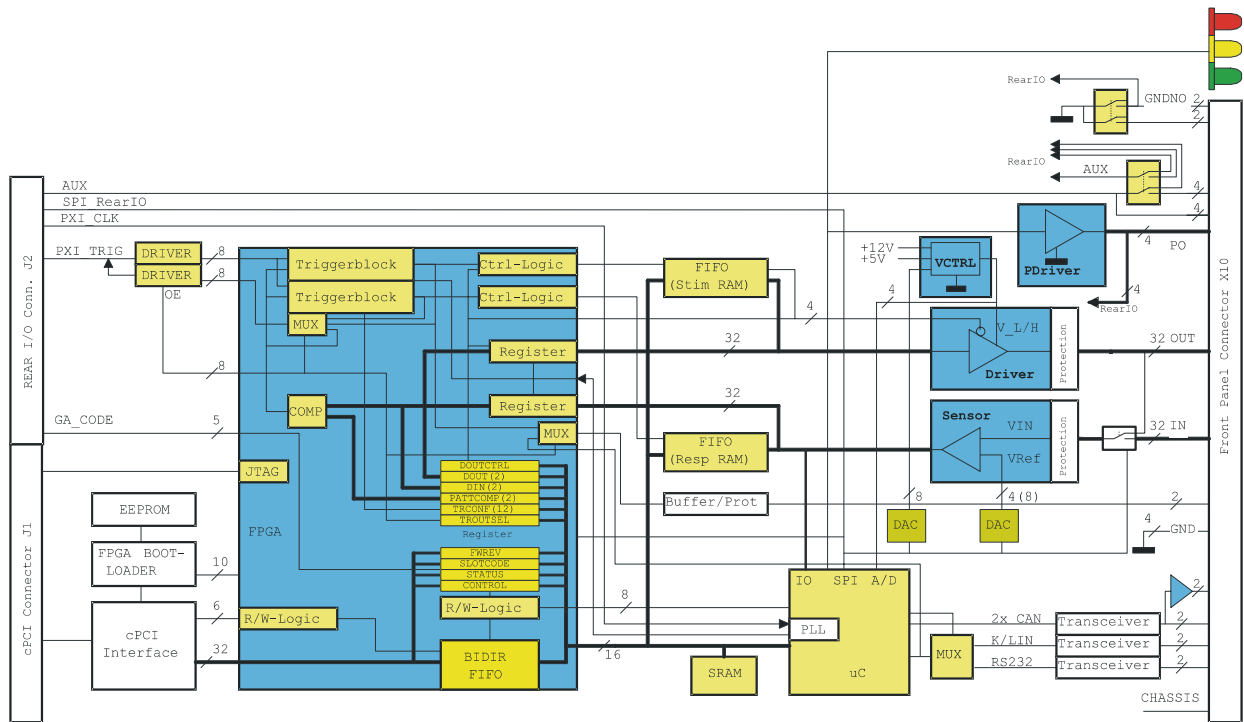 RearIO
GNDNO
2
2
RearIO
AUX
AUX
SPI_RearIO
PXI_CLK
PXI_TRIG
4
4
PO
4
4
RearIO
PDriver
+12V
+5V
VCTRL
4
DRIVER
8
DRIVER
8
OE
8
REAR I/O Conn. J2
Triggerblock
Ctrl-Logic
Triggerblock
Ctrl-Logic
MUX
FIFO
(Stim RAM)
4
V_L/H
Driver
Protection
32 OUT
Register
32
Register
32
COMP
MUX
GA_CODE
5
FIFO
(Resp RAM)
Sensor
VIN
VRef
Protection
32 IN
Front Panel Connector X10
JTAG
DOUTCTRL
DOUT(2)
DIN(2)
PATTCOMP(2)
TRCONF(12)
TROUTSEL
Register
Buffer/Prot
8
4(8)
2
DAC
DAC
4
GND
EEPROM
FPGA
FPGA BOOT-
LOADER
10
FWREV
SLOTCODE
STATUS
CONTROL
R/W-Logic
8
IO SPI A/D
PLL
uC
cPCI Connector J1
cPCI
Interface
6
R/W-Logic
32
BIDIR
FIFO
16
SRAM
MUX
2x CAN
Transceiver
2
2
K/LIN
Transceiver
2
RS232
Transceiver
2
CHASSIS